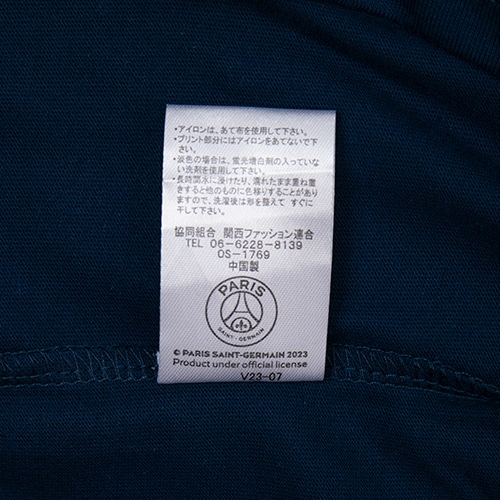 ・アイロンは、あて布を使用して下さい。
・プリント部分にはアイロンをあてないで下
さい。
・淡色の場合は、蛍光増白剤の入っていな
い洗剤を使用して下さい。
・長時間水に浸けたり、濡れたまま重ね置
きすると他のものに色移りすることがあり
ますので、洗濯後は形を整えて すぐに
干して下さい。
協同組合 関西ファッション連合
TEL 06-6228-8139
OS-1769
中国製
PARIS
SAINT-GERMAIN
© PARIS SAINT-GERMAIN 2023
Product under official license
V23-07